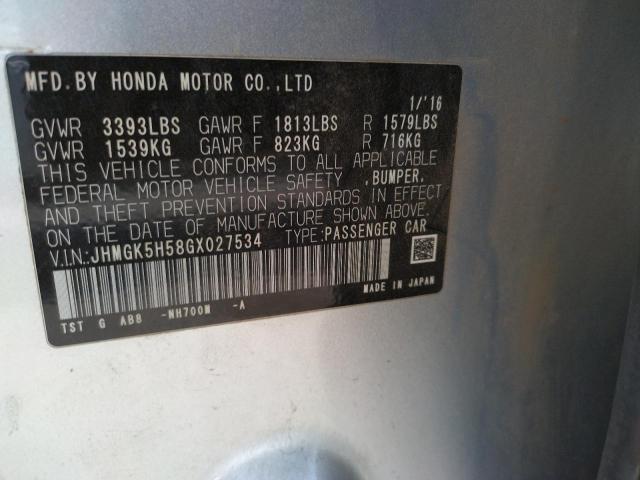 MFD.BY HONDA MOTOR CO.,LTD
1/'16
GVWR 3393LBS GAWR F 1813LBS R 1579LBS
GVWR 1539KG GAWR F 823KG R 716KG
THIS VEHICLE CONFORMS TO ALL APPLICABLE
FEDERAL MOTOR VEHICLE SAFETY ,BUMPER,
AND THEFT PREVENTION STANDARDS IN EFFECT
ON THE DATE OF MANUFACTURE SHOWN ABOVE.
V.I.N:JHMGK5H58GX027534 TYPE:PASSENGER CAR
TST G AB8 -NH700M -A MADE IN JAPAN